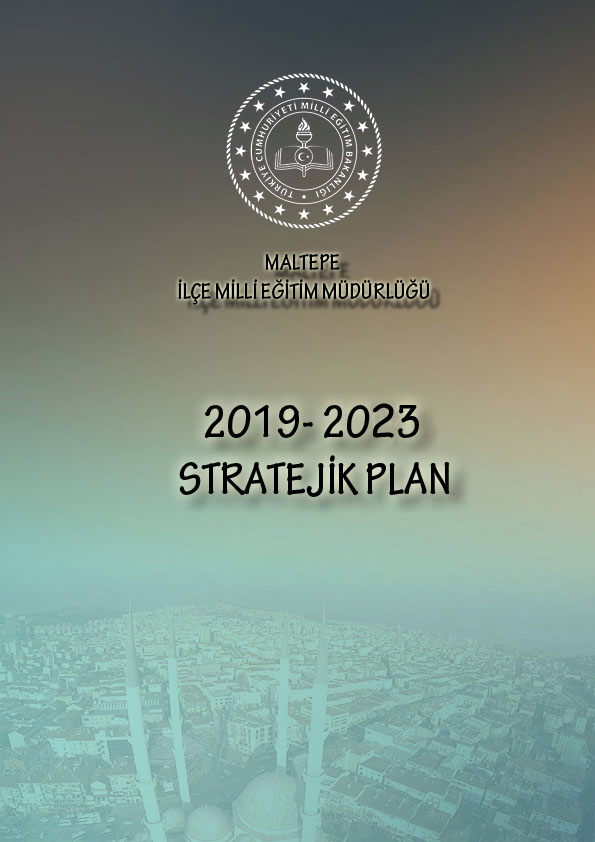 TÜRKİYE CUMHURİYETİ MİLLİ EĞİTİM BAKANLIĞI
MALTEPE
İLÇE MİLLİ EĞİTİM MÜDÜRLÜĞÜ
2019- 2023
STRATEJİK PLAN